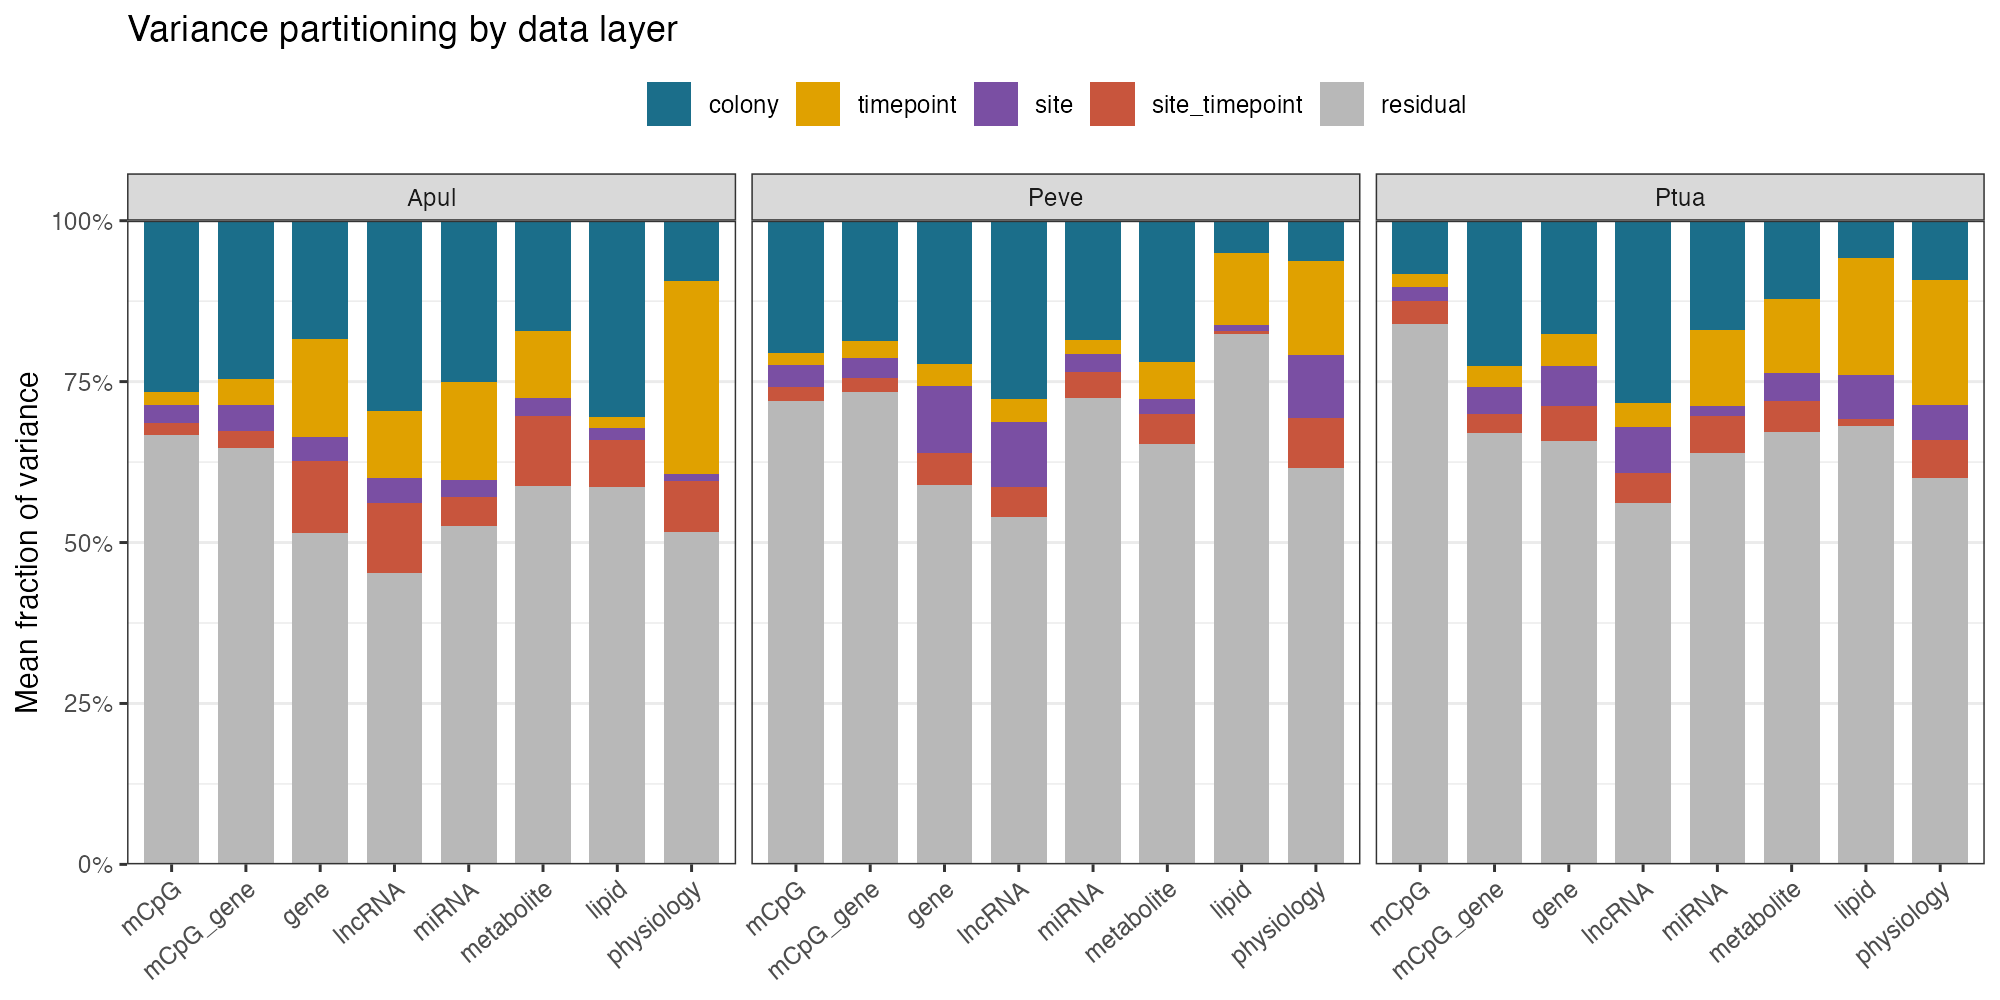 Variance partitioning by data layer
colony timepoint site site_timepoint residual
Apul Peve Ptua
Mean fraction of variance
100%
75%
50%
25%
0%
mCpG mCpG_gene gene lncRNA miRNA metabolite lipid physiology
mCpG mCpG_gene gene lncRNA miRNA metabolite lipid physiology
mCpG mCpG_gene gene lncRNA miRNA metabolite lipid physiology